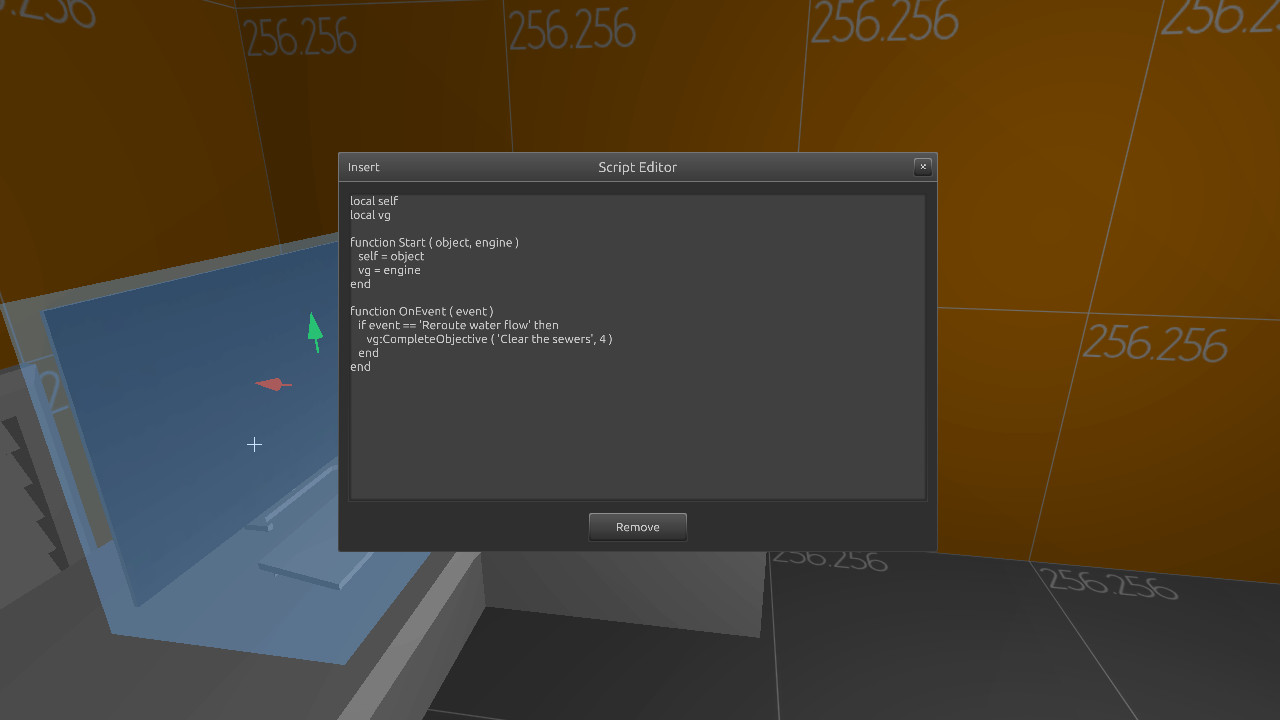 256.256
256.256
256.256
256.256
Insert
Script Editor
local self
local vg
function Start ( object, engine )
self = object
vg = engine
end
function OnEvent ( event )
if event == 'Reroute water flow' then
vg:CompleteObjective ( 'Clear the sewers', 4 )
end
end
256.256
Remove
256.256
256.256